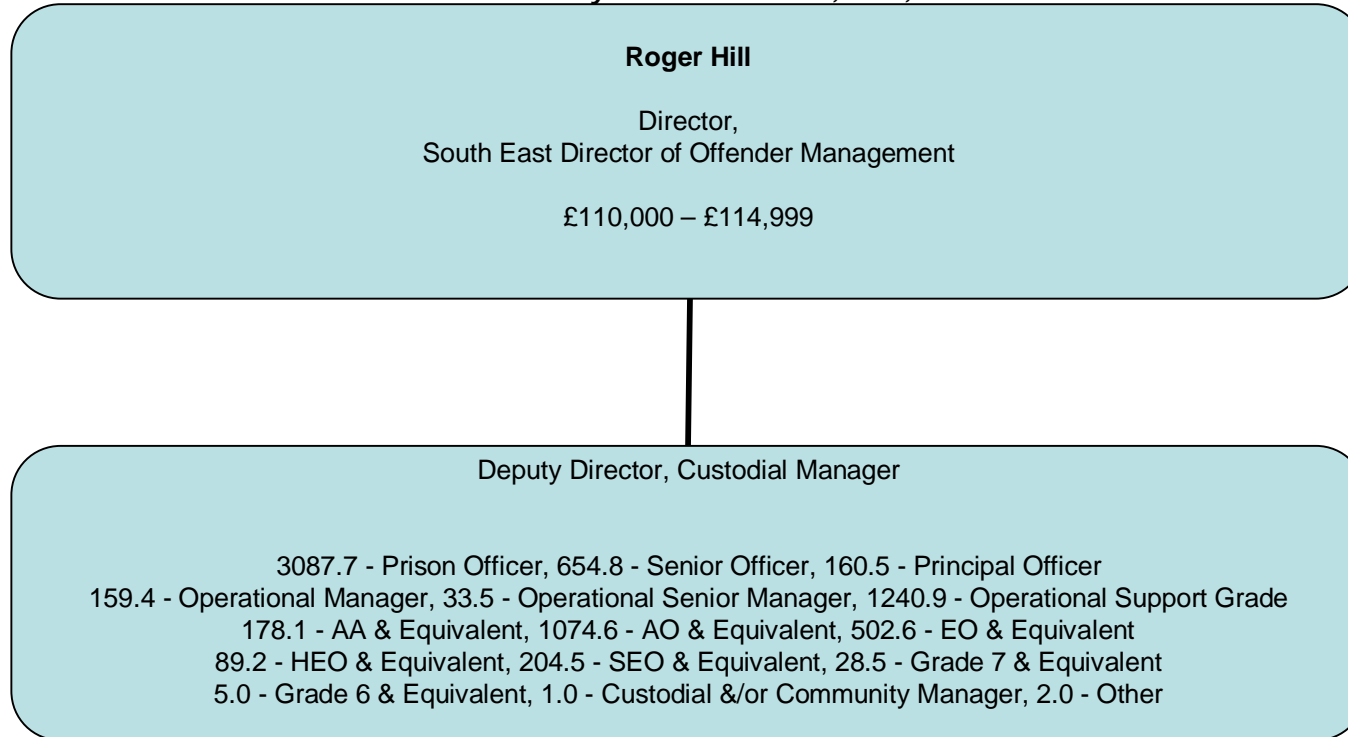 Roger Hill
Director,
South East Director of Offender Management
£110,000 – £114,999
Deputy Director, Custodial Manager
3087.7 - Prison Officer, 654.8 - Senior Officer, 160.5 - Principal Officer
159.4 - Operational Manager, 33.5 - Operational Senior Manager, 1240.9 - Operational Support Grade
178.1 - AA & Equivalent, 1074.6 - AO & Equivalent, 502.6 - EO & Equivalent
89.2 - HEO & Equivalent, 204.5 - SEO & Equivalent, 28.5 - Grade 7 & Equivalent
5.0 - Grade 6 & Equivalent, 1.0 - Custodial &/or Community Manager, 2.0 - Other